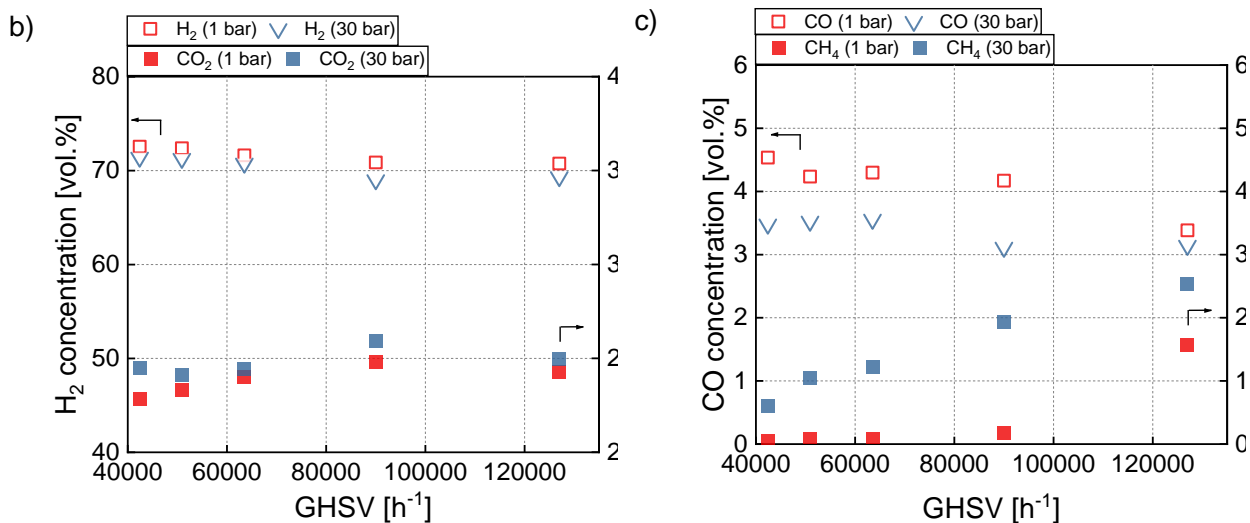 b)
H₂ (1 bar) H₂ (30 bar)
CO₂ (1 bar) CO₂ (30 bar)
80
70
60
50
40
H₂ concentration [vol.%]
4
3
3
2
2
40000 60000 80000 100000 120000
GHSV [h⁻¹]
c)
CO (1 bar) CO (30 bar)
CH₄ (1 bar) CH₄ (30 bar)
6
5
4
3
2
1
0
CO concentration [vol.%]
6
5
4
3
2
1
0
40000 60000 80000 100000 120000
GHSV [h⁻¹]